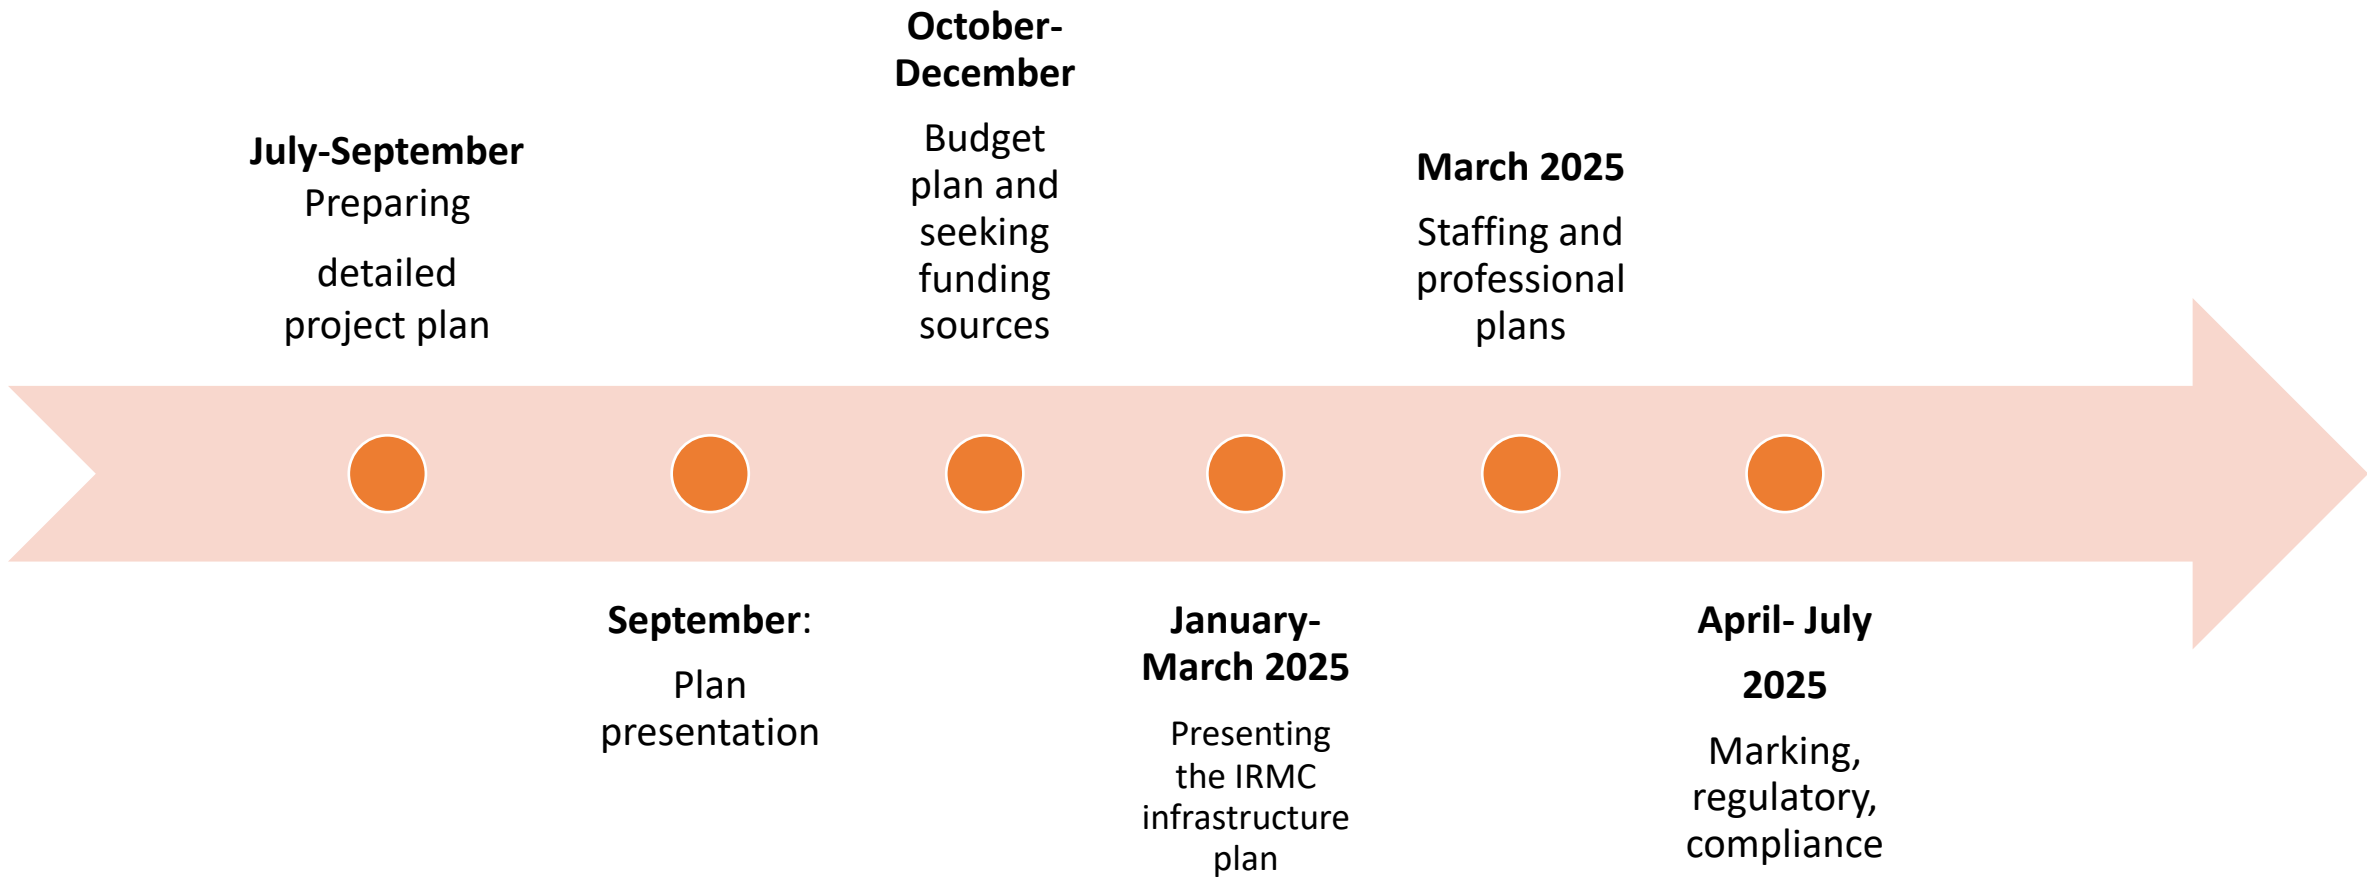 July-September
Preparing
detailed
project plan
September:
Plan
presentation
October-
December
Budget
plan and
seeking
funding
sources
January-
March 2025
Presenting
the IRMC
infrastructure
plan
March 2025
Staffing and
professional
plans
April- July
2025
Marking,
regulatory,
compliance